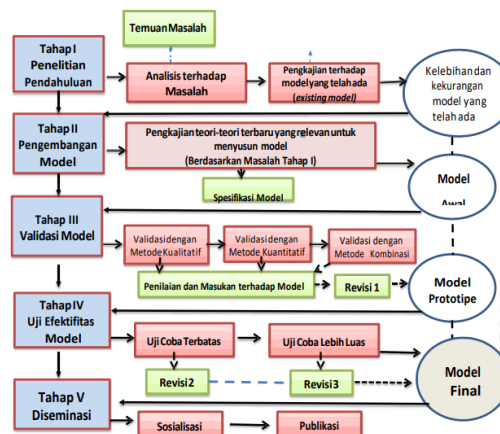 Temuan Masalah
Tahap I
Penelitian
Pendahuluan
Analisis terhadap
Masalah
Pengkajian terhadap
model yang telah ada
(existing model)
Kelebihan dan
kekurangan
model yang
telah ada
Tahap II
Pengembangan
Model
Pengkajian teori-teori terbaru yang relevan untuk
menyusun model
(Berdasarkan Masalah Tahap I)
Spesifikasi Model
Model
Awal
Tahap III
Validasi Model
Validasi dengan
Metode Kualitatif
Validasi dengan
Metode Kuantitatif
Validasi dengan
Metode Kombinasi
Penilaian dan Masukan terhadap Model
Revisi 1
Model
Prototipe
Tahap IV
Uji Efektifitas
Model
Uji Coba Terbatas
Uji Coba Lebih Luas
Revisi 2
Revisi 3
Model
Final
Tahap V
Diseminasi
Sosialisasi
Publikasi